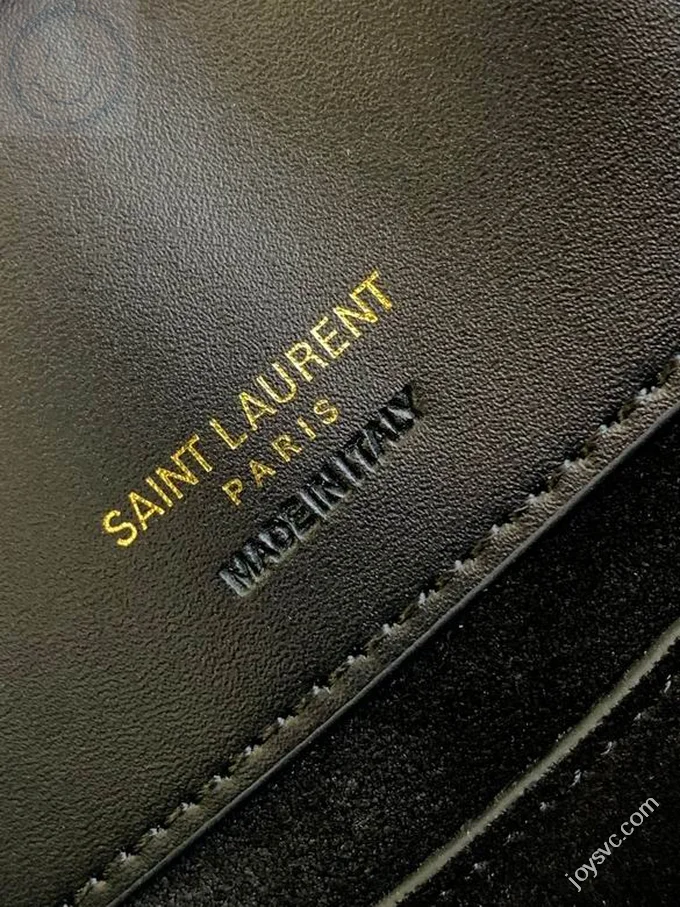 SAINT LAURENT
PARIS
MADE IN ITALY
joysvc.com